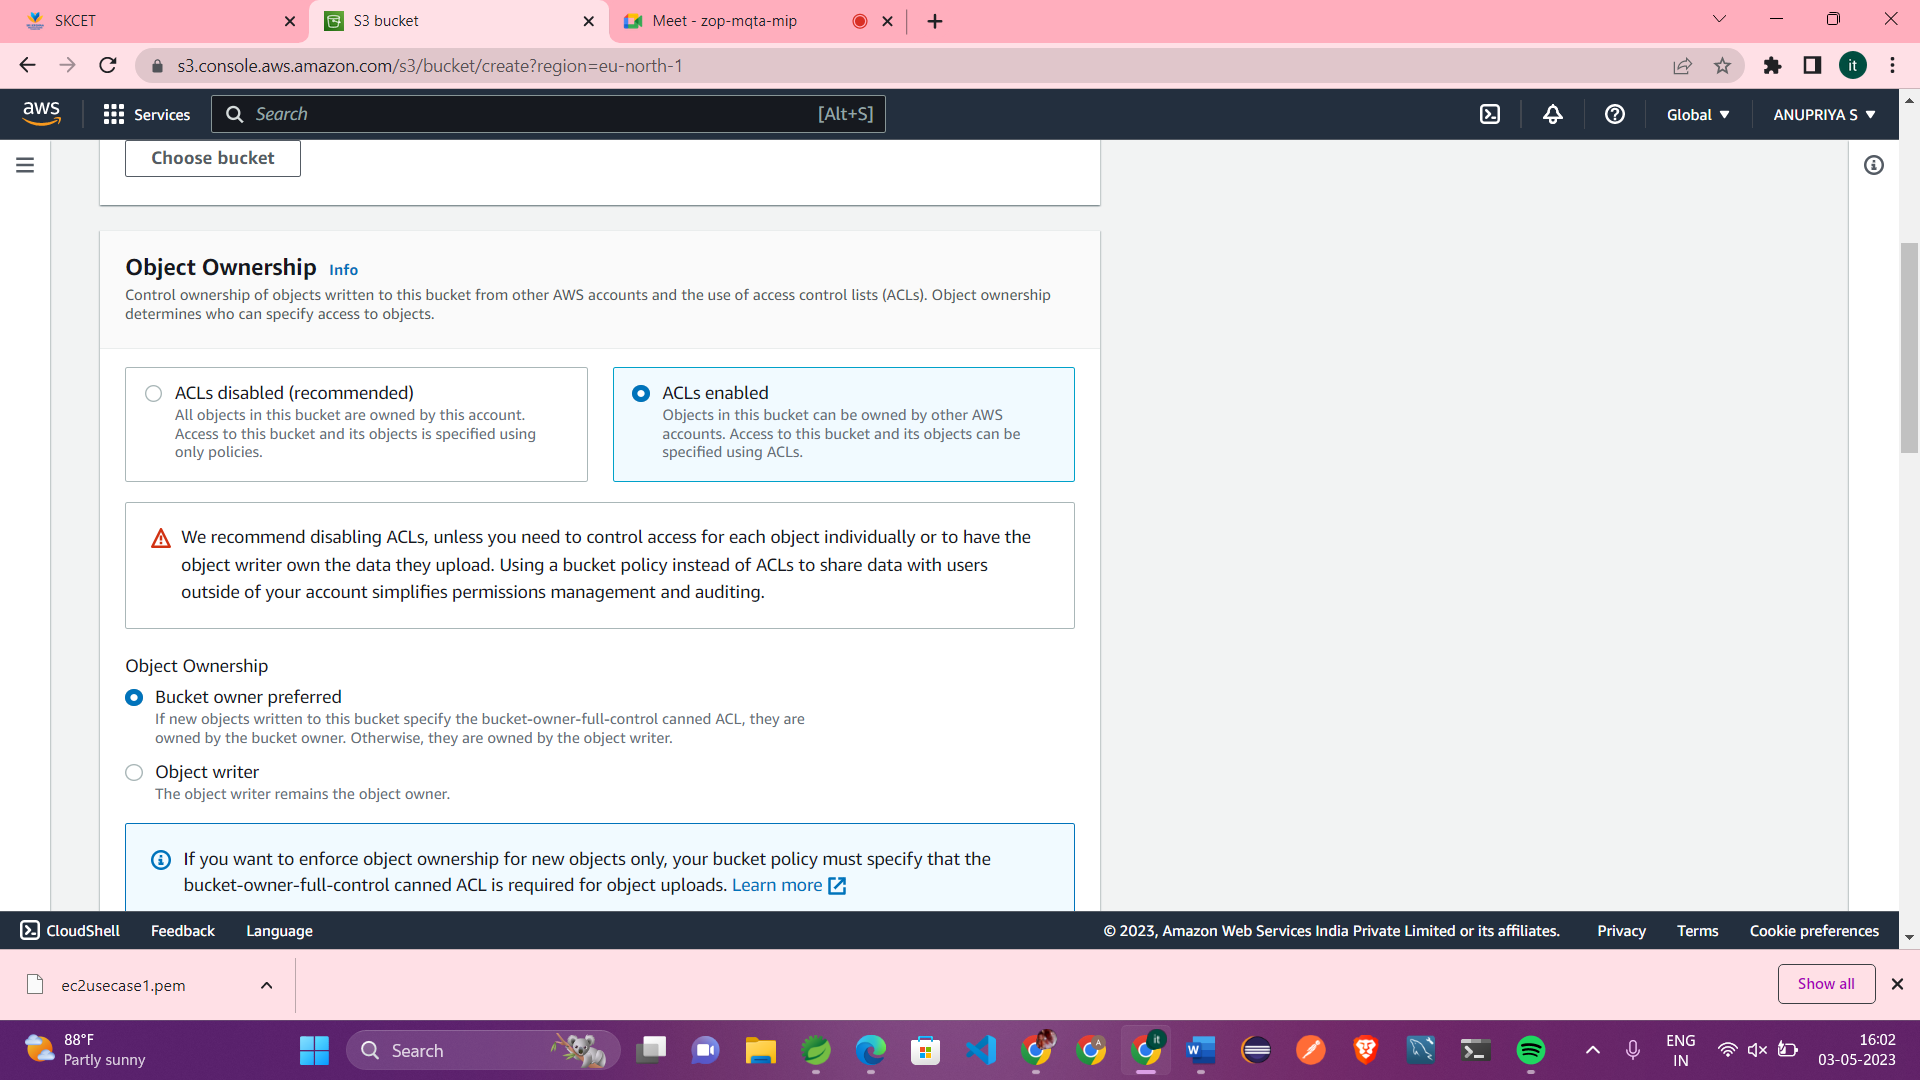 SKCET
S3 bucket
Meet - zop-mqta-mip
s3.console.aws.amazon.com/s3/bucket/create?region=eu-north-1
it
aws
Services
Search
[Alt+S]
Global
ANUPRIYA S
Choose bucket
Object Ownership Info
Control ownership of objects written to this bucket from other AWS accounts and the use of access control lists (ACLs). Object ownership
determines who can specify access to objects.
ACLs disabled (recommended)
All objects in this bucket are owned by this account.
Access to this bucket and its objects is specified using
only policies.
ACLs enabled
Objects in this bucket can be owned by other AWS
accounts. Access to this bucket and its objects can be
specified using ACLs.
We recommend disabling ACLs, unless you need to control access for each object individually or to have the
object writer own the data they upload. Using a bucket policy instead of ACLs to share data with users
outside of your account simplifies permissions management and auditing.
Object Ownership
Bucket owner preferred
If new objects written to this bucket specify the bucket-owner-full-control canned ACL, they are
owned by the bucket owner. Otherwise, they are owned by the object writer.
Object writer
The object writer remains the object owner.
If you want to enforce object ownership for new objects only, your bucket policy must specify that the
bucket-owner-full-control canned ACL is required for object uploads. Learn more
CloudShell
Feedback
Language
© 2023, Amazon Web Services India Private Limited or its affiliates.
Privacy
Terms
Cookie preferences
ec2usecase1.pem
Show all
88°F
Partly sunny
Search
A
it
W
ENG
IN
16:02
03-05-2023